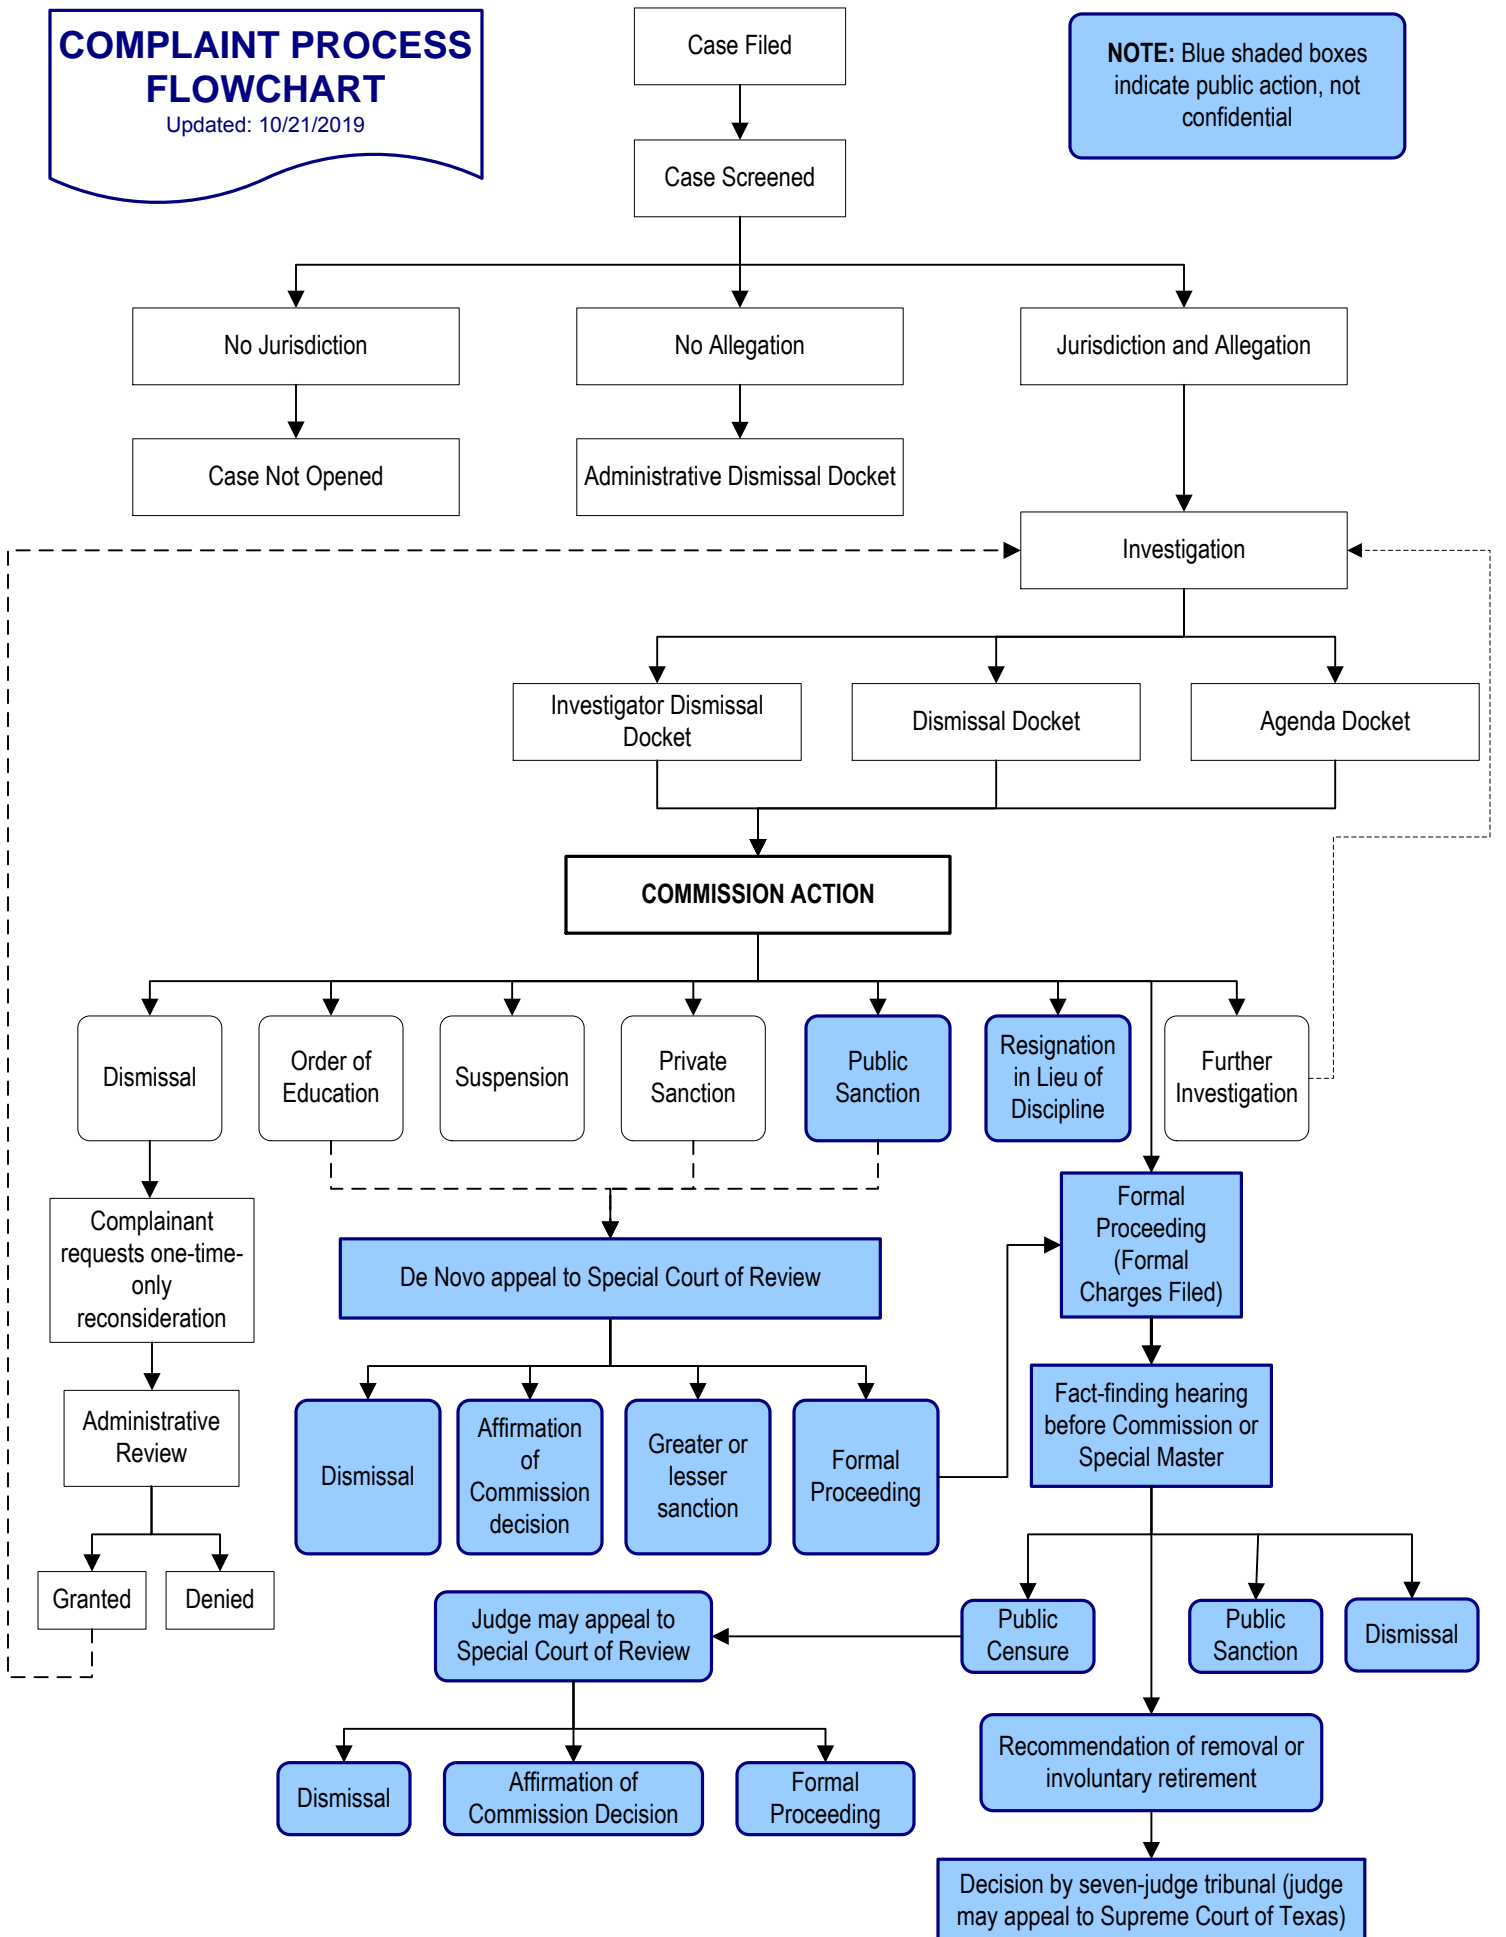 COMPLAINT PROCESS
FLOWCHART
Updated: 10/21/2019
Case Filed
NOTE: Blue shaded boxes
indicate public action, not
confidential
Case Screened
No Jurisdiction
No Allegation
Jurisdiction and Allegation
Case Not Opened
Administrative Dismissal Docket
Investigation
Investigator Dismissal
Docket
Dismissal Docket
Agenda Docket
COMMISSION ACTION
Dismissal
Order of
Education
Suspension
Private
Sanction
Public
Sanction
Resignation
in Lieu of
Discipline
Further
Investigation
Complainant
requests one-time-
only
reconsideration
De Novo appeal to Special Court of Review
Formal
Proceeding
(Formal
Charges Filed)
Administrative
Review
Dismissal
Affirmation
of
Commission
decision
Greater or
lesser
sanction
Formal
Proceeding
Fact-finding hearing
before Commission or
Special Master
Granted
Denied
Judge may appeal to
Special Court of Review
Public
Censure
Public
Sanction
Dismissal
Dismissal
Affirmation of
Commission Decision
Formal
Proceeding
Recommendation of removal or
involuntary retirement
Decision by seven-judge tribunal (judge
may appeal to Supreme Court of Texas)